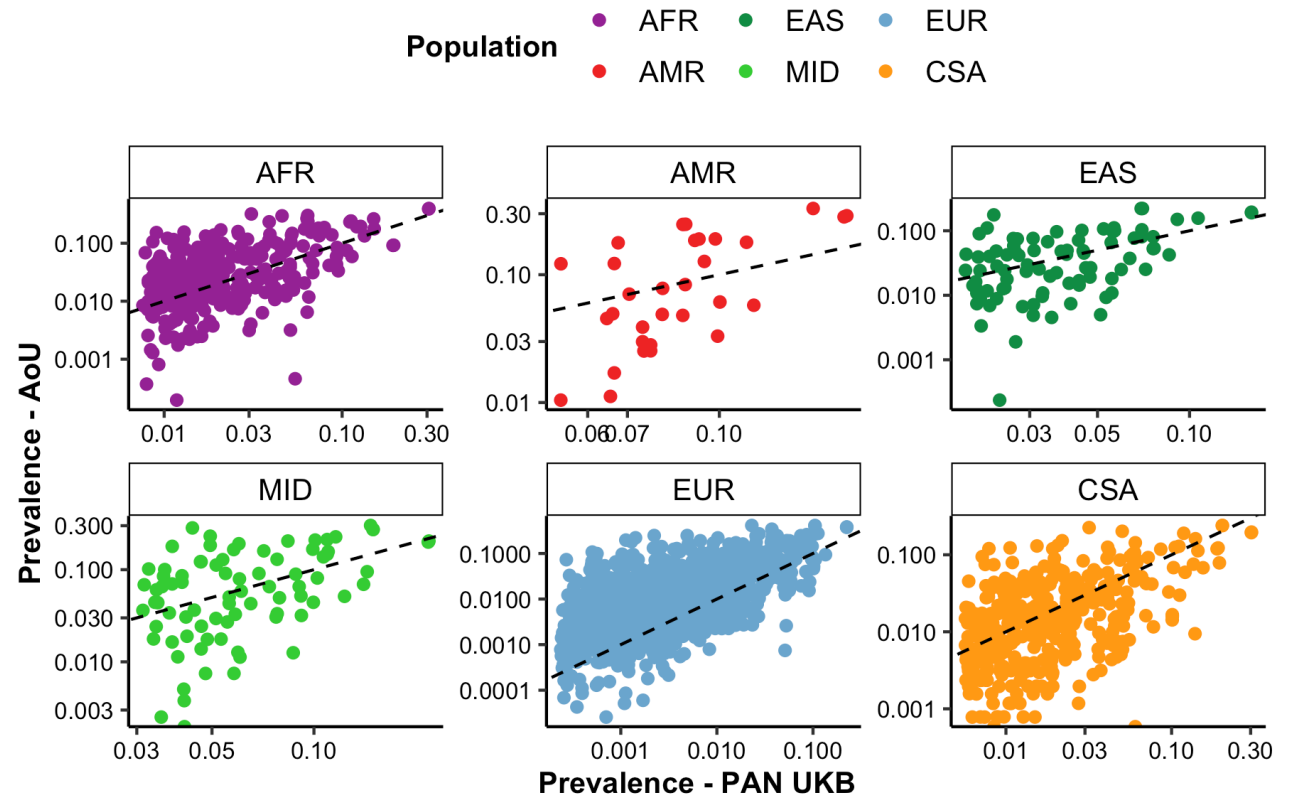 Population
AFR EAS EUR
AMR MID CSA
AFR AMR EAS
0.100 0.010 0.001
0.30 0.10 0.03 0.01
0.100 0.010 0.001
0.01 0.03 0.10 0.30
0.06 0.07 0.10
0.03 0.05 0.10
MID EUR CSA
0.300 0.100 0.030 0.010 0.003
0.1000 0.0100 0.0010 0.0001
0.100 0.010 0.001
0.03 0.05 0.10
0.001 0.010 0.100
0.01 0.03 0.10 0.30
Prevalence - AoU
Prevalence - PAN UKB